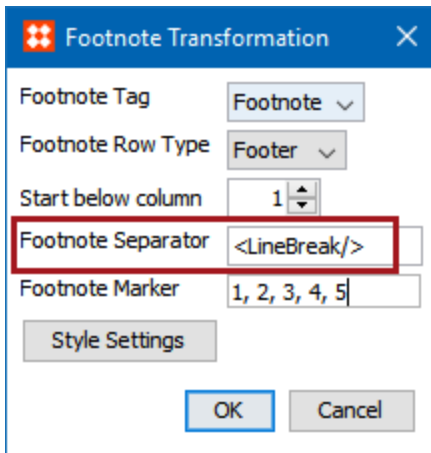 Footnote Transformation
Footnote Tag Footnote
Footnote Row Type Footer
Start below column 1
Footnote Separator <LineBreak/>
Footnote Marker 1, 2, 3, 4, 5
Style Settings
OK Cancel